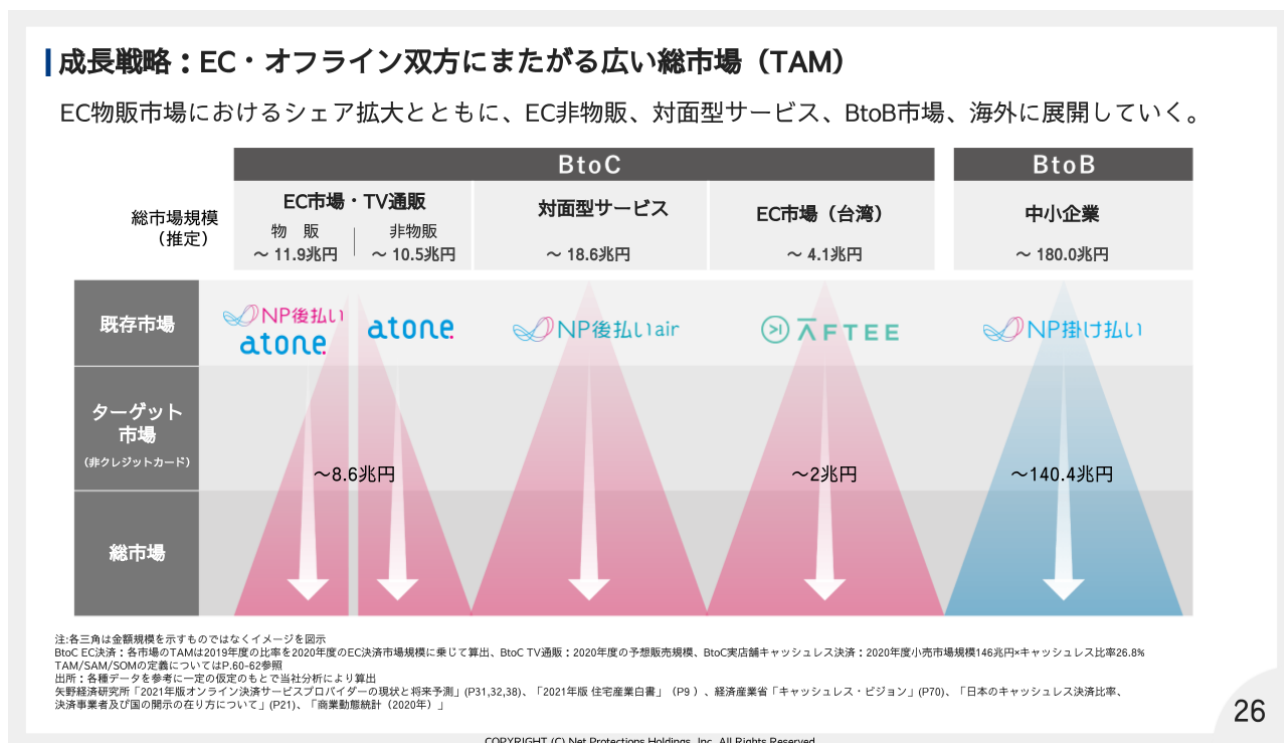 成長戦略：EC・オフライン双方にまたがる広い総市場（TAM）
EC物販市場におけるシェア拡大とともに、EC非物販、対面型サービス、BtoB市場、海外に展開していく。
BtoC
BtoB
総市場規模
（推定）
EC市場・TV通販
物　販
非物販
～ 11.9兆円
～ 10.5兆円
対面型サービス
～ 18.6兆円
EC市場（台湾）
～ 4.1兆円
中小企業
～ 180.0兆円
既存市場
NP後払い
atone
atone
NP後払いair
AFTEE
NP掛け払い
ターゲット
市場
（非クレジットカード）
～8.6兆円
～2兆円
～140.4兆円
総市場
注:各三角は金額規模を示すものではなくイメージを図示
BtoC EC決済：各市場のTAMは2019年度の比率を2020年度のEC決済市場規模に乗じて算出、BtoC TV通販：2020年度の予想販売規模、BtoC実店舗キャッシュレス決済：2020年度小売市場規模146兆円×キャッシュレス比率26.8%
TAM/SAM/SOMの定義についてはP.60-62参照
出所：各種データを参考に一定の仮定のもとで当社分析により算出
矢野経済研究所「2021年版オンライン決済サービスプロバイダーの現状と将来予測」(P31,32,38)、「2021年版 住宅産業白書」（P9 ）、経済産業省「キャッシュレス・ビジョン」(P70)、「日本のキャッシュレス決済比率、
決済事業者及び国の開示の在り方について」(P21)、「商業動態統計（2020年）」
26
COPYRIGHT (C) Net Protections Holdings, Inc. All Rights Reserved.